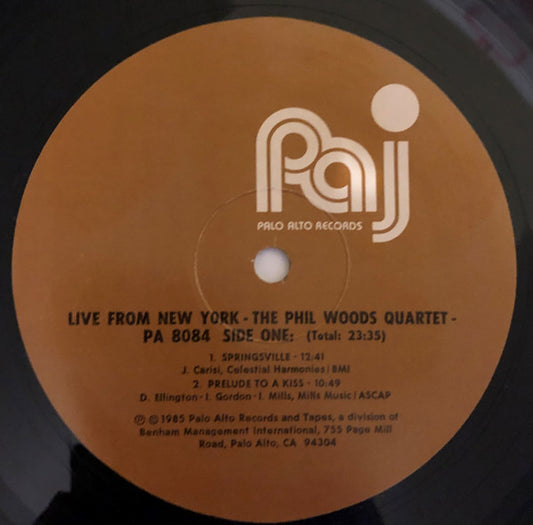 Paj
PALO ALTO RECORDS
LIVE FROM NEW YORK - THE PHIL WOODS QUARTET -
PA 8084 SIDE ONE: (Total: 23:35)
1. SPRINGSVILLE · 12:41
J. Carisi, Celestial Harmonies | BMI
2. PRELUDE TO A KISS · 10:49
D. Ellington · I. Gordon · I. Mills, Mills Music | ASCAP
℗ © 1985 Palo Alto Records and Tapes, a division of
Benham Management International, 755 Page Mill
Road, Palo Alto, CA 94304